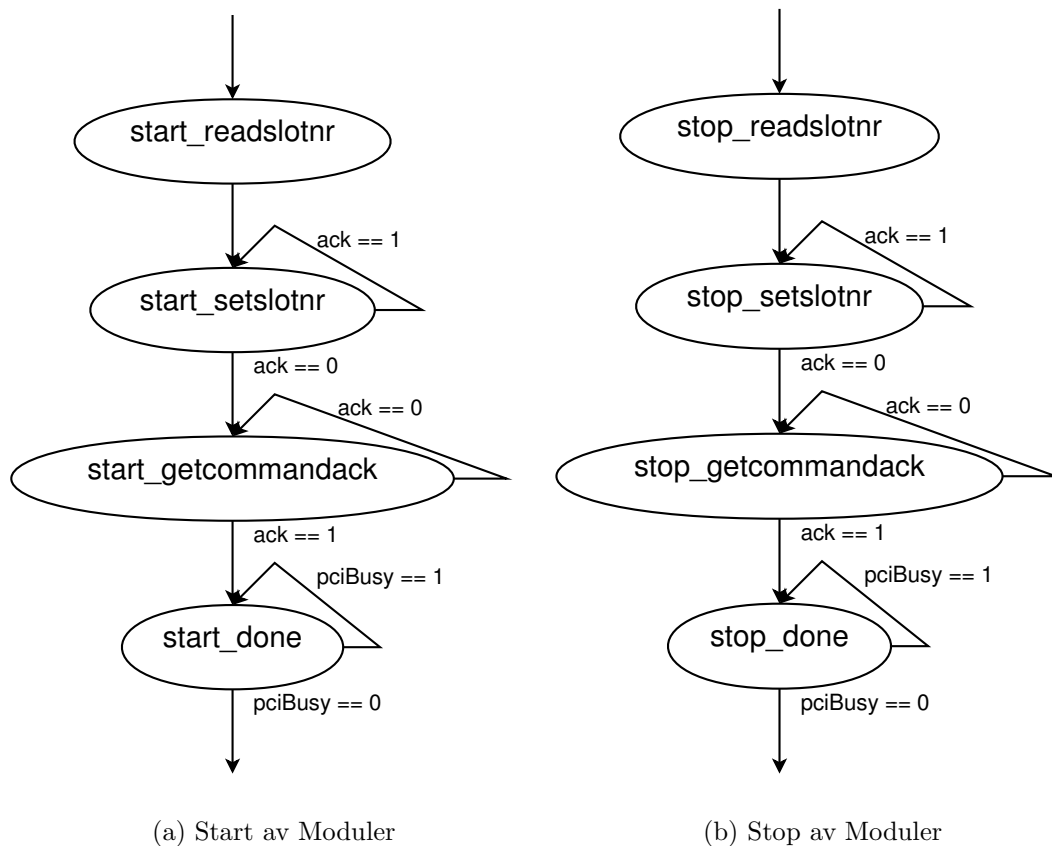 start_readslotnr
ack == 1
start_setslotnr
ack == 0
ack == 0
start_getcommandack
ack == 1
pciBusy == 1
start_done
pciBusy == 0
(a) Start av Moduler
stop_readslotnr
ack == 1
stop_setslotnr
ack == 0
ack == 0
stop_getcommandack
ack == 1
pciBusy == 1
stop_done
pciBusy == 0
(b) Stop av Moduler